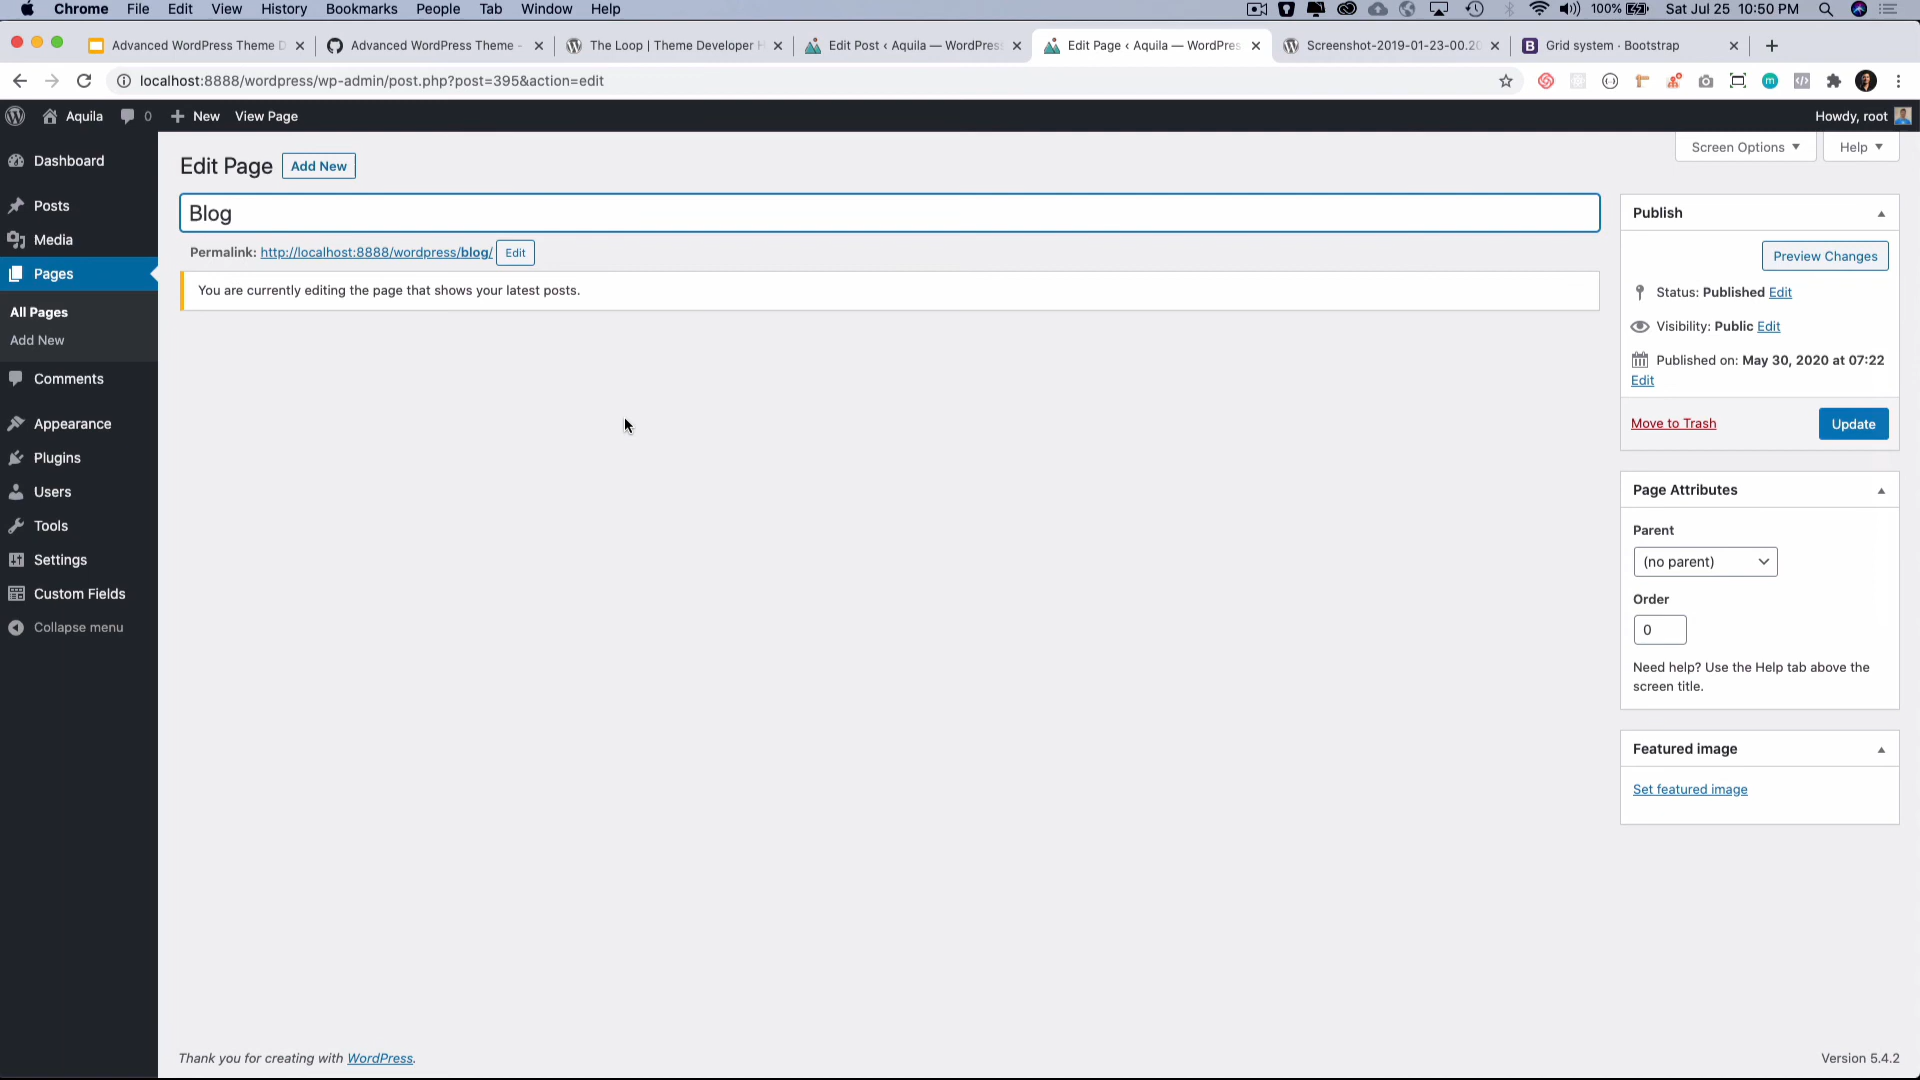 Chrome File Edit View History Bookmarks People Tab Window Help 100% Sat Jul 25 10:50 PM
Advanced WordPress Theme D Advanced WordPress Theme - The Loop | Theme Developer H Edit Post ‹ Aquila — WordPress Edit Page ‹ Aquila — WordPres Screenshot-2019-01-23-00.20 Grid system · Bootstrap
localhost:8888/wordpress/wp-admin/post.php?post=395&action=edit
Aquila 0 New View Page Howdy, root
Screen Options Help
Edit Page Add New
Dashboard
Posts
Media
Pages
All Pages
Add New
Comments
Appearance
Plugins
Users
Tools
Settings
Custom Fields
Collapse menu
Blog
Permalink: http://localhost:8888/wordpress/blog/ Edit
You are currently editing the page that shows your latest posts.
Publish
Preview Changes
Status: Published Edit
Visibility: Public Edit
Published on: May 30, 2020 at 07:22
Edit
Move to Trash Update
Page Attributes
Parent
(no parent)
Order
0
Need help? Use the Help tab above the
screen title.
Featured image
Set featured image
Thank you for creating with WordPress. Version 5.4.2